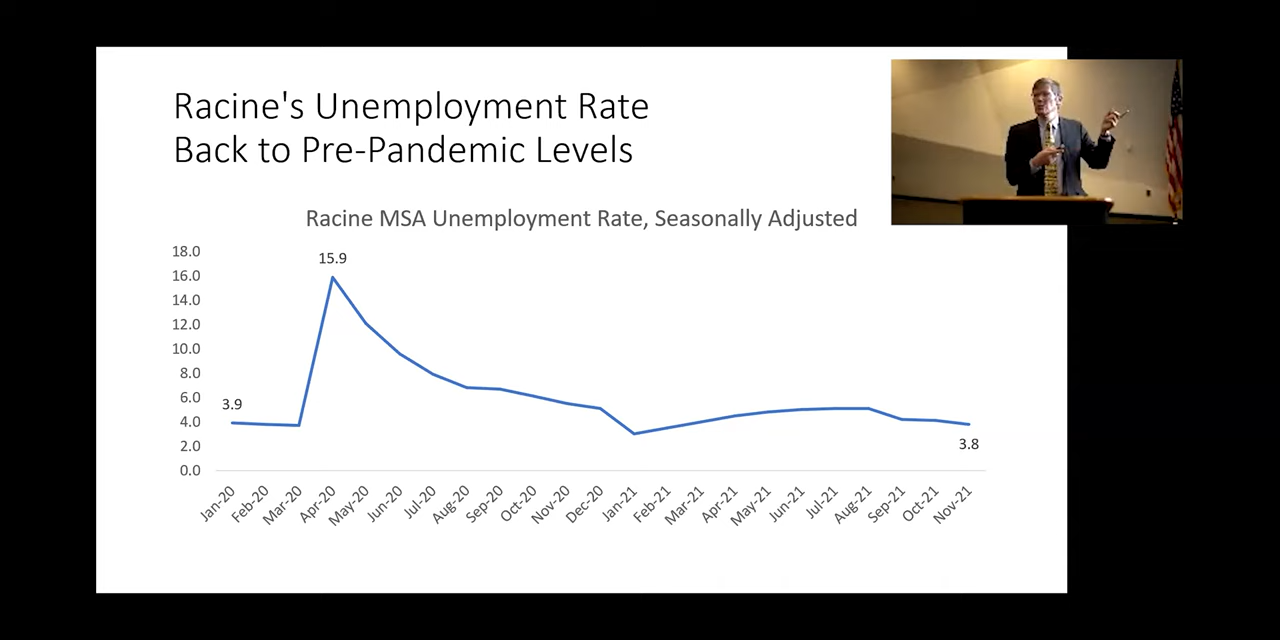 Racine's Unemployment Rate
Back to Pre-Pandemic Levels
Racine MSA Unemployment Rate, Seasonally Adjusted
18.0
16.0
14.0
12.0
10.0
8.0
6.0
4.0
2.0
0.0
3.9
15.9
3.8
Jan-20
Feb-20
Mar-20
Apr-20
May-20
Jun-20
Jul-20
Aug-20
Sep-20
Oct-20
Nov-20
Dec-20
Jan-21
Feb-21
Mar-21
Apr-21
May-21
Jun-21
Jul-21
Aug-21
Sep-21
Oct-21
Nov-21